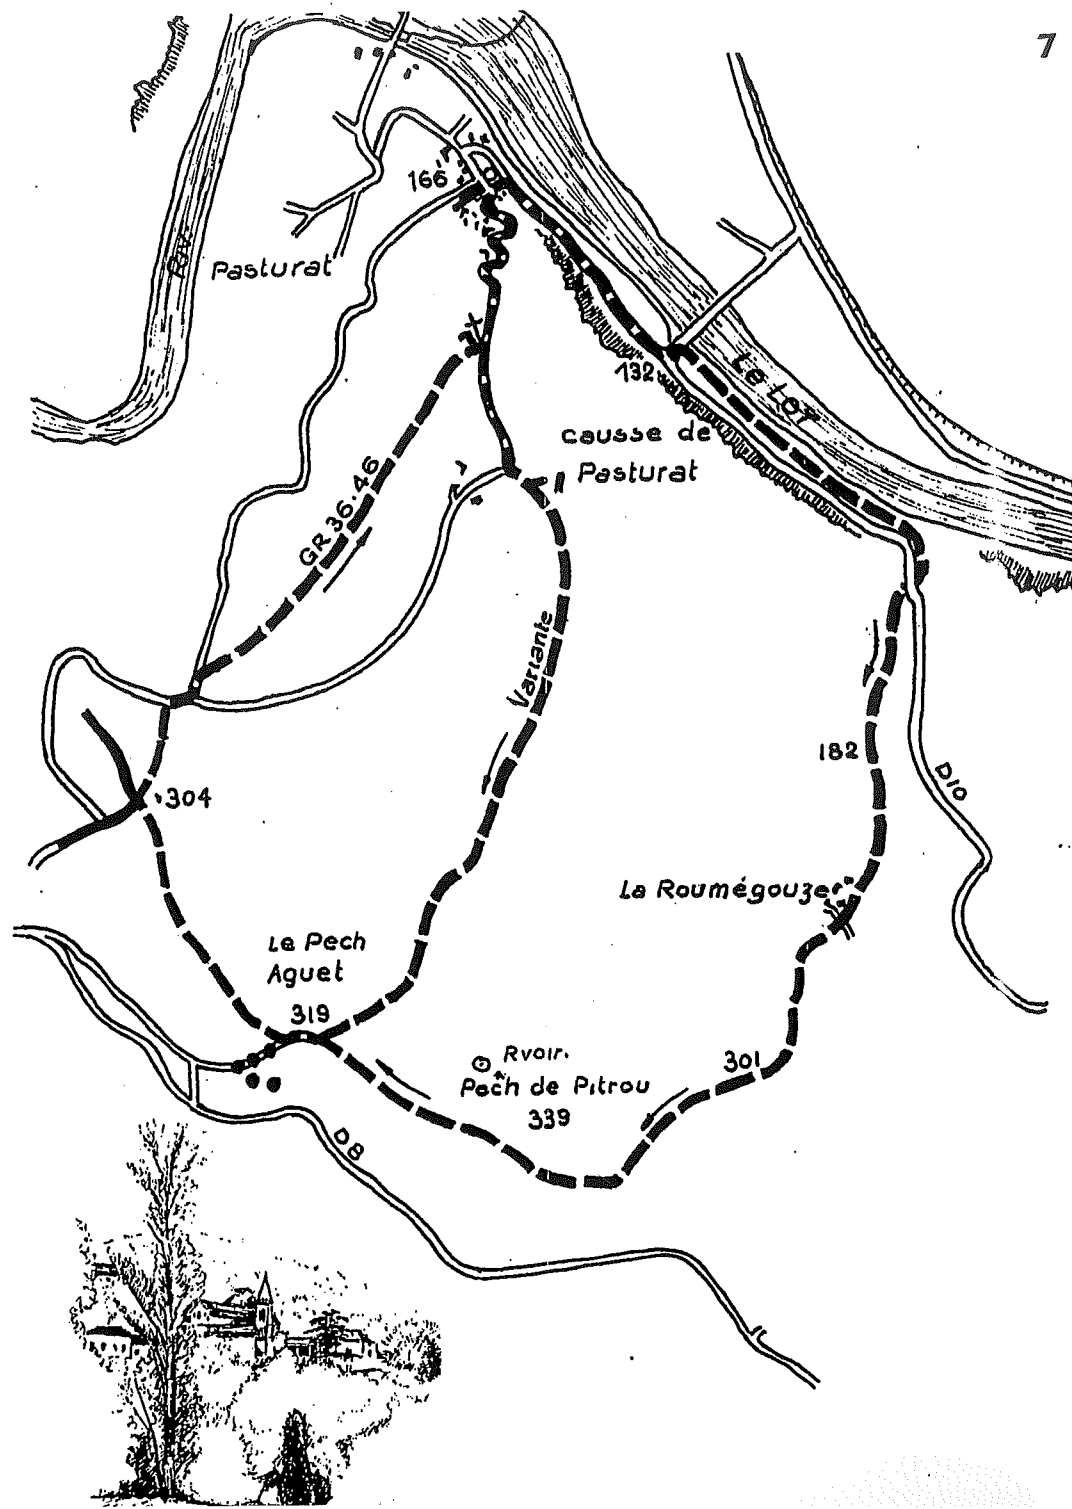 7
166
Riv.
Pasturat
132
Le LOT
causse de
Pasturat
GR 36.46
Variante
182
D10
304
La Roumégouze
Le Pech
Aguet
319
Rvoir.
Pech de Pitrou
339
301
D8